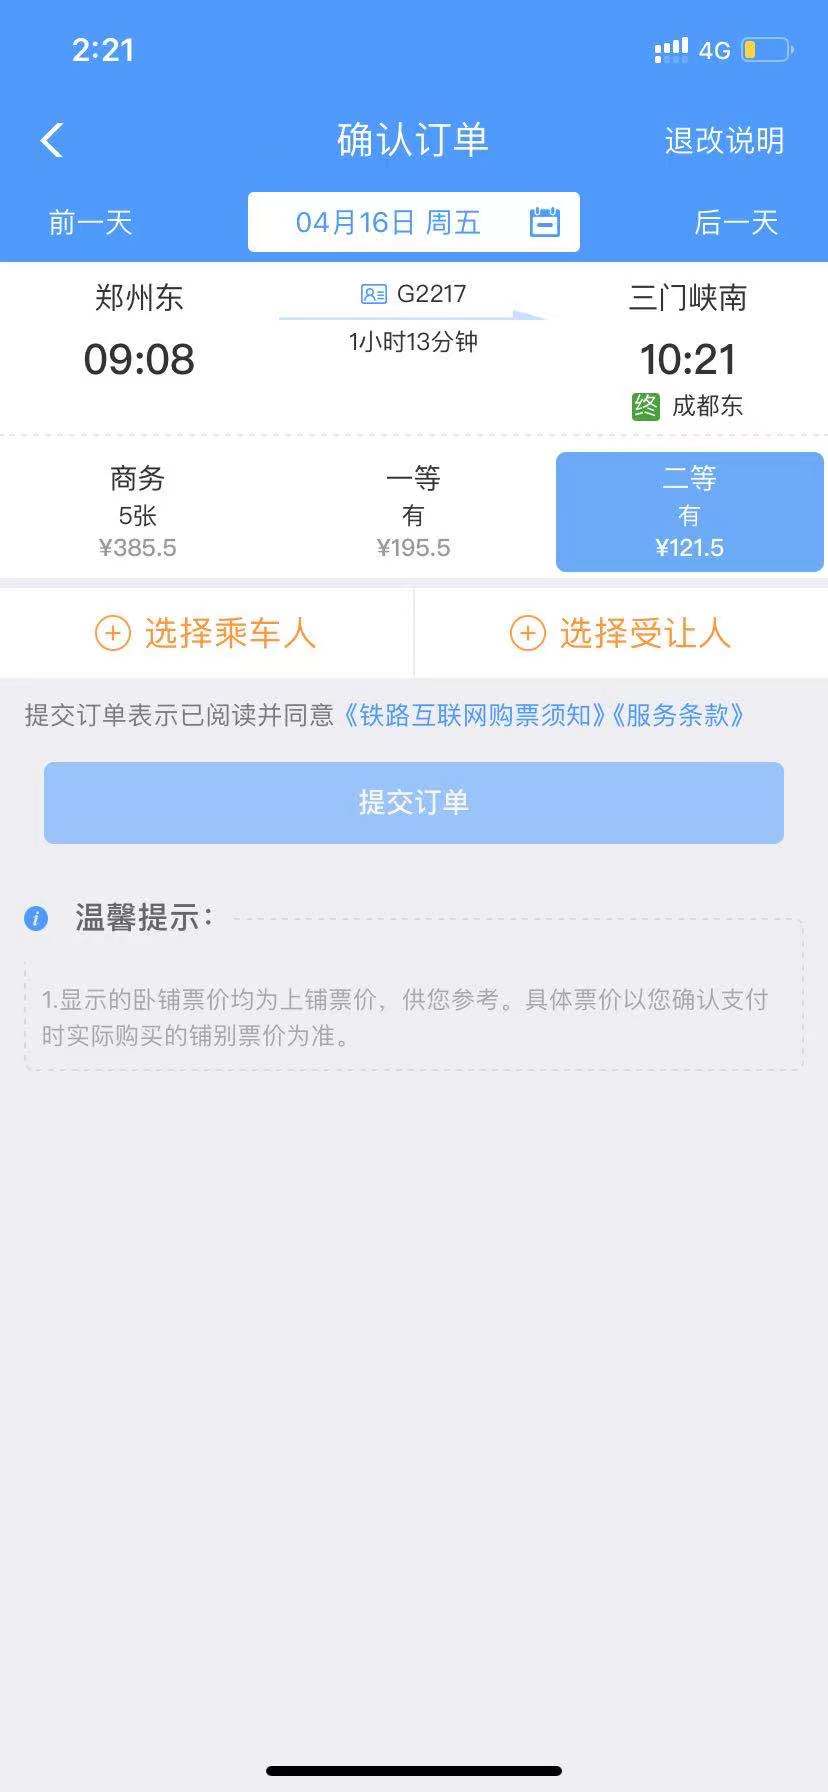 2:21 4G
确认订单 退改说明
前一天 04月16日 周五 后一天
郑州东 G2217 三门峡南
09:08 1小时13分钟 10:21
终 成都东
商务 一等 二等
5张 有 有
¥385.5 ¥195.5 ¥121.5
选择乘车人 选择受让人
提交订单表示已阅读并同意《铁路互联网购票须知》《服务条款》
提交订单
温馨提示：
1.显示的卧铺票价均为上铺票价，供您参考。具体票价以您确认支付
时实际购买的铺别票价为准。